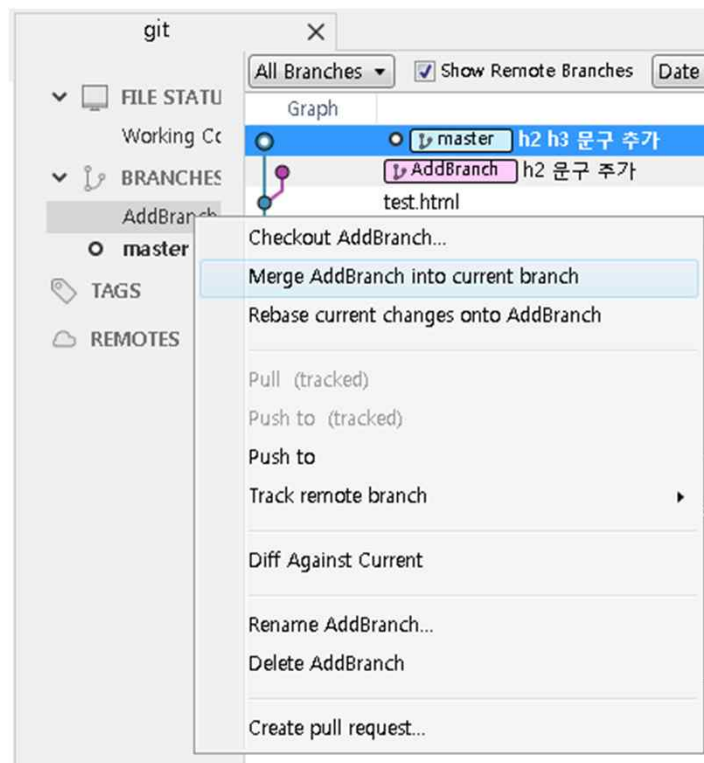 git
All Branches
Show Remote Branches
Date
FILE STATU
Graph
Working Co
master h2 h3 문구 추가
BRANCHES
AddBranch h2 문구 추가
AddBranch
test.html
master
Checkout AddBranch...
Merge AddBranch into current branch
TAGS
Rebase current changes onto AddBranch
REMOTES
Pull (tracked)
Push to (tracked)
Push to
Track remote branch
Diff Against Current
Rename AddBranch...
Delete AddBranch
Create pull request...